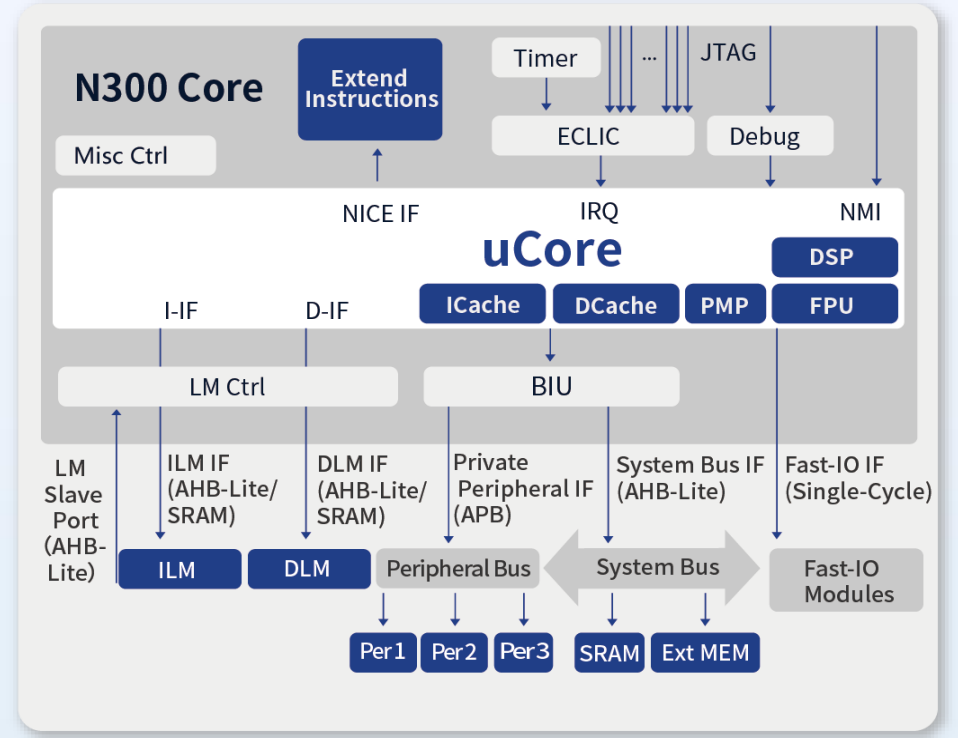 N300 Core
Extend
Instructions
Timer
...
JTAG
Misc Ctrl
ECLIC
Debug
NICE IF
IRQ
NMI
uCore
DSP
I-IF
D-IF
ICache
DCache
PMP
FPU
LM Ctrl
BIU
LM
Slave
Port
(AHB-
Lite)
ILM IF
(AHB-Lite/
SRAM)
DLM IF
(AHB-Lite/
SRAM)
Private
Peripheral IF
(APB)
System Bus IF
(AHB-Lite)
Fast-IO IF
(Single-Cycle)
ILM
DLM
Peripheral Bus
System Bus
Fast-IO
Modules
Per1
Per2
Per3
SRAM
Ext MEM